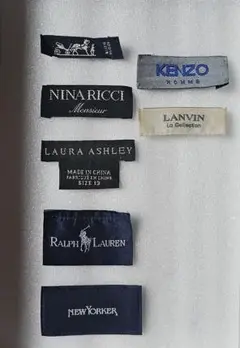 NINA RICCI
Monsieur
LAURA ASHLEY
MADE IN CHINA
FABRIQUÉ EN CHINE
SIZE 13
RALPH LAUREN
NEWYORKER
KENZO
HOMME
LANVIN
La Collection